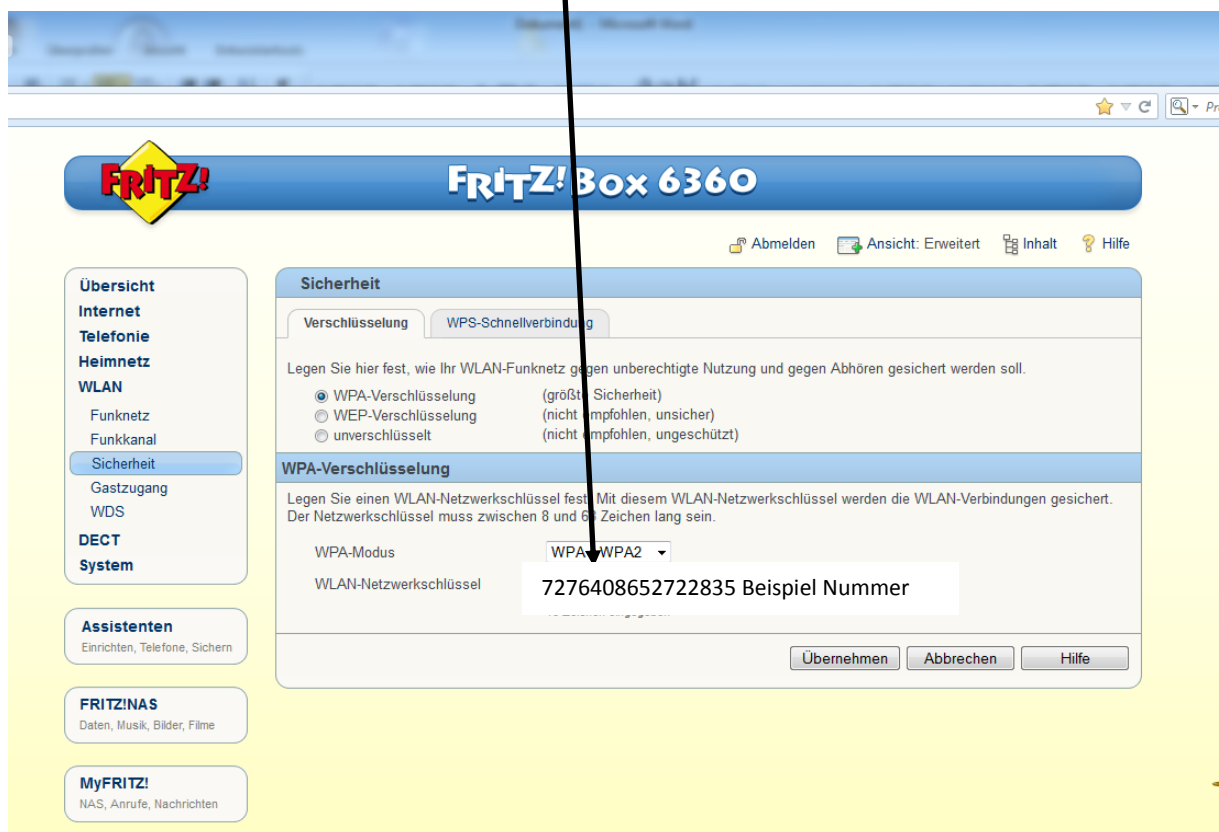 Pr
FRITZ!
FRITZ!Box 6360
Abmelden Ansicht: Erweitert Inhalt Hilfe
Übersicht
Internet
Telefonie
Heimnetz
WLAN
Funknetz
Funkkanal
Sicherheit
Gastzugang
WDS
DECT
System
Assistenten
Einrichten, Telefone, Sichern
FRITZ!NAS
Daten, Musik, Bilder, Filme
MyFRITZ!
NAS, Anrufe, Nachrichten
Sicherheit
Verschlüsselung WPS-Schnellverbindung
Legen Sie hier fest, wie Ihr WLAN-Funknetz gegen unberechtigte Nutzung und gegen Abhören gesichert werden soll.
WPA-Verschlüsselung (größte Sicherheit)
WEP-Verschlüsselung (nicht empfohlen, unsicher)
unverschlüsselt (nicht empfohlen, ungeschützt)
WPA-Verschlüsselung
Legen Sie einen WLAN-Netzwerkschlüssel fest. Mit diesem WLAN-Netzwerkschlüssel werden die WLAN-Verbindungen gesichert.
Der Netzwerkschlüssel muss zwischen 8 und 63 Zeichen lang sein.
WPA-Modus WPA + WPA2
WLAN-Netzwerkschlüssel 7276408652722835 Beispiel Nummer
Übernehmen Abbrechen Hilfe